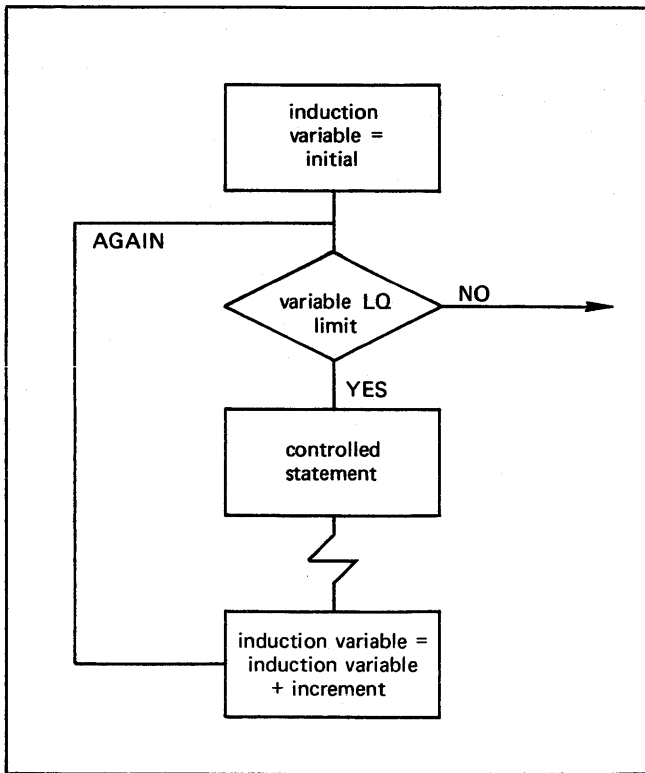 induction
variable =
initial
AGAIN
variable LQ
limit
NO
YES
controlled
statement
induction variable =
induction variable
+ increment